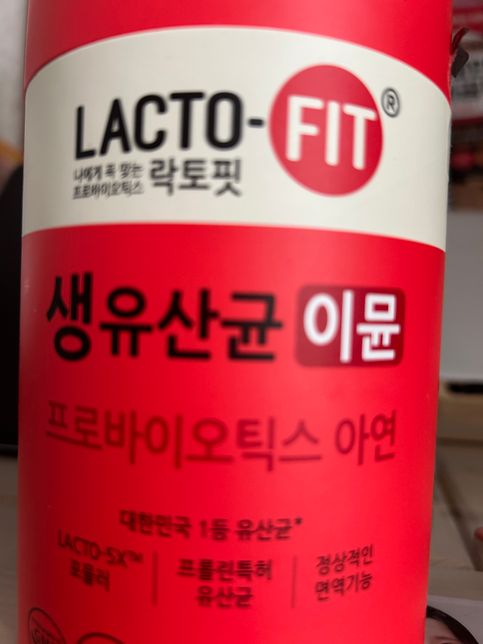 LACTO-FIT®
나에게 꼭 맞는
프로바이오틱스 락토핏
생유산균 이뮨
프로바이오틱스 아연
대한민국 1등 유산균*
LACTO-5X™
포뮬러
프롤린특허
유산균
정상적인
면역기능